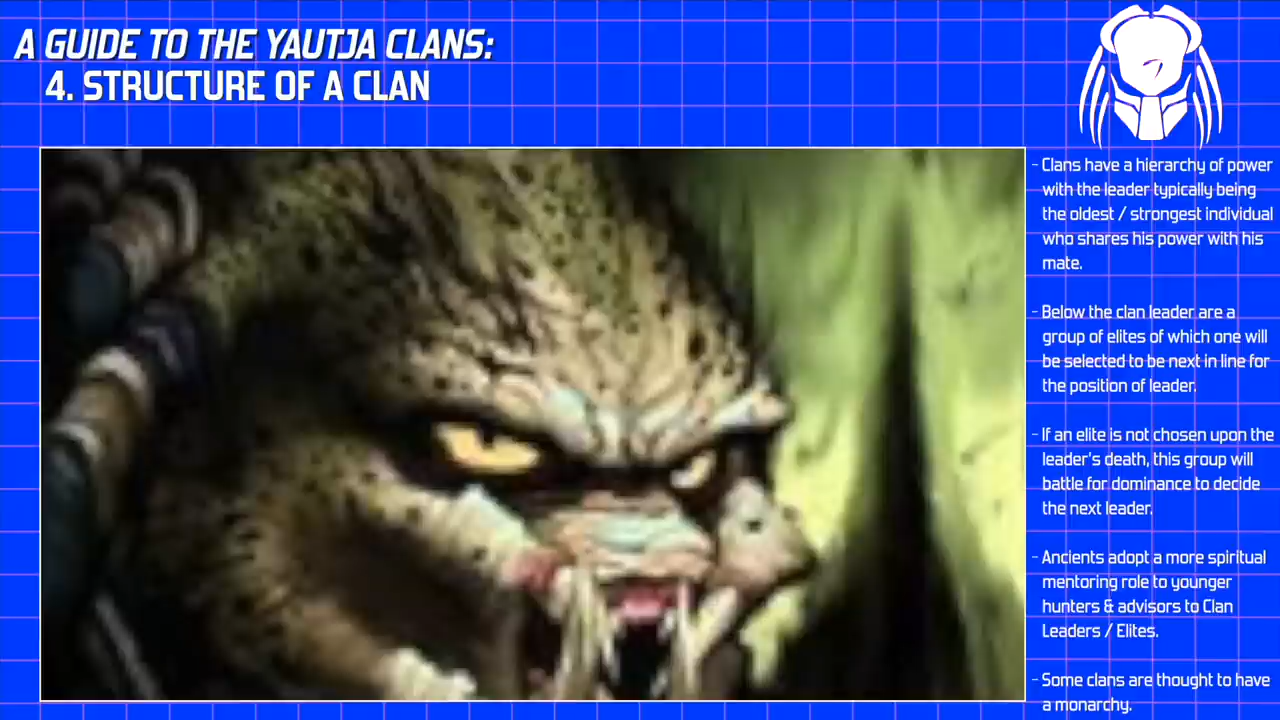 A GUIDE TO THE YAUTJA CLANS:
4. STRUCTURE OF A CLAN
- Clans have a hierarchy of power
with the leader typically being
the oldest / strongest individual
who shares his power with his
mate.
- Below the clan leader are a
group of elites of which one will
be selected to be next in line for
the position of leader.
- If an elite is not chosen upon the
leader's death, this group will
battle for dominance to decide
the next leader.
- Ancients adopt a more spiritual
mentoring role to younger
hunters & advisors to Clan
Leaders / Elites.
- Some clans are thought to have
a monarchy.